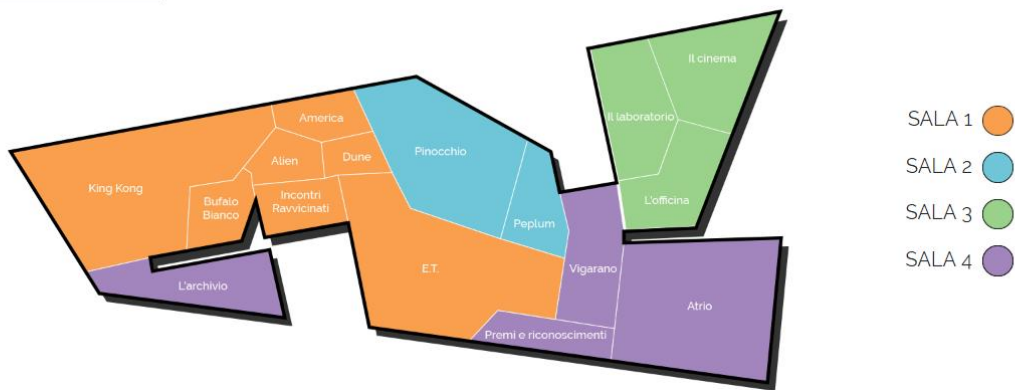 Il cinema
Il laboratorio
L'officina
America
Alien
Dune
Pinocchio
King Kong
Bufalo
Bianco
Incontri
Ravvicinati
Peplum
E.T.
Vigarano
L'archivio
Premi e riconoscimenti
Atrio
SALA 1
SALA 2
SALA 3
SALA 4